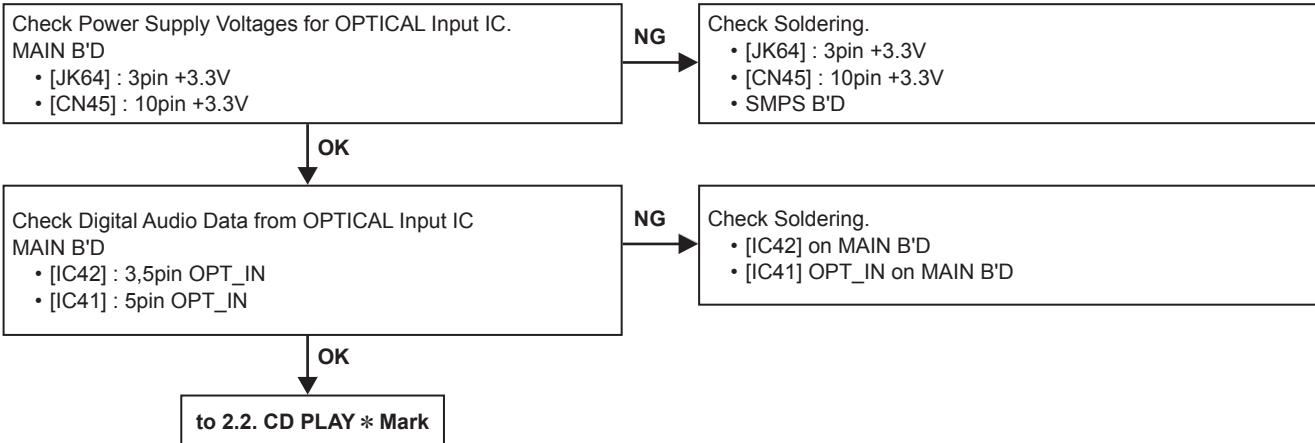 Check Power Supply Voltages for OPTICAL Input IC.
MAIN B'D
• [JK64] : 3pin +3.3V
• [CN45] : 10pin +3.3V
NG
Check Soldering.
• [JK64] : 3pin +3.3V
• [CN45] : 10pin +3.3V
• SMPS B'D
OK
Check Digital Audio Data from OPTICAL Input IC
MAIN B'D
• [IC42] : 3,5pin OPT_IN
• [IC41] : 5pin OPT_IN
NG
Check Soldering.
• [IC42] on MAIN B'D
• [IC41] OPT_IN on MAIN B'D
OK
to 2.2. CD PLAY ∗ Mark